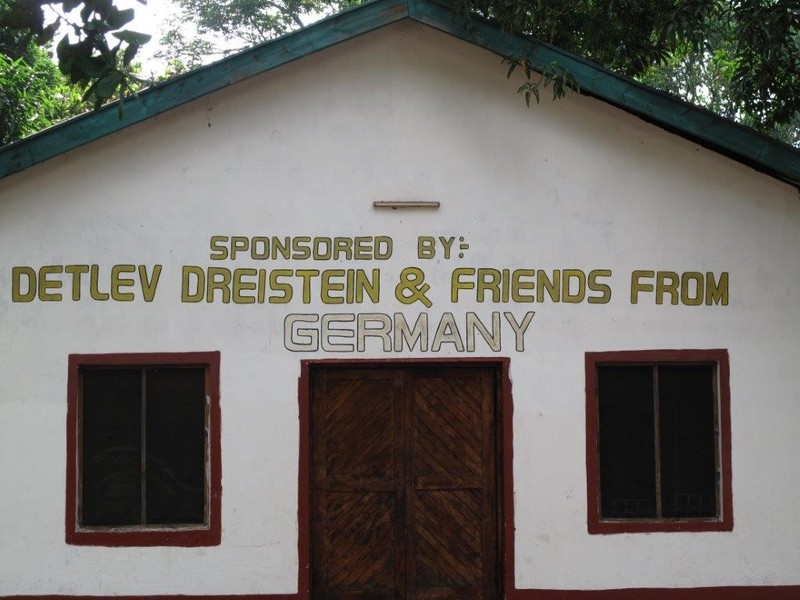 SPONSORED BY:-
DETLEV DREISTEIN & FRIENDS FROM
GERMANY